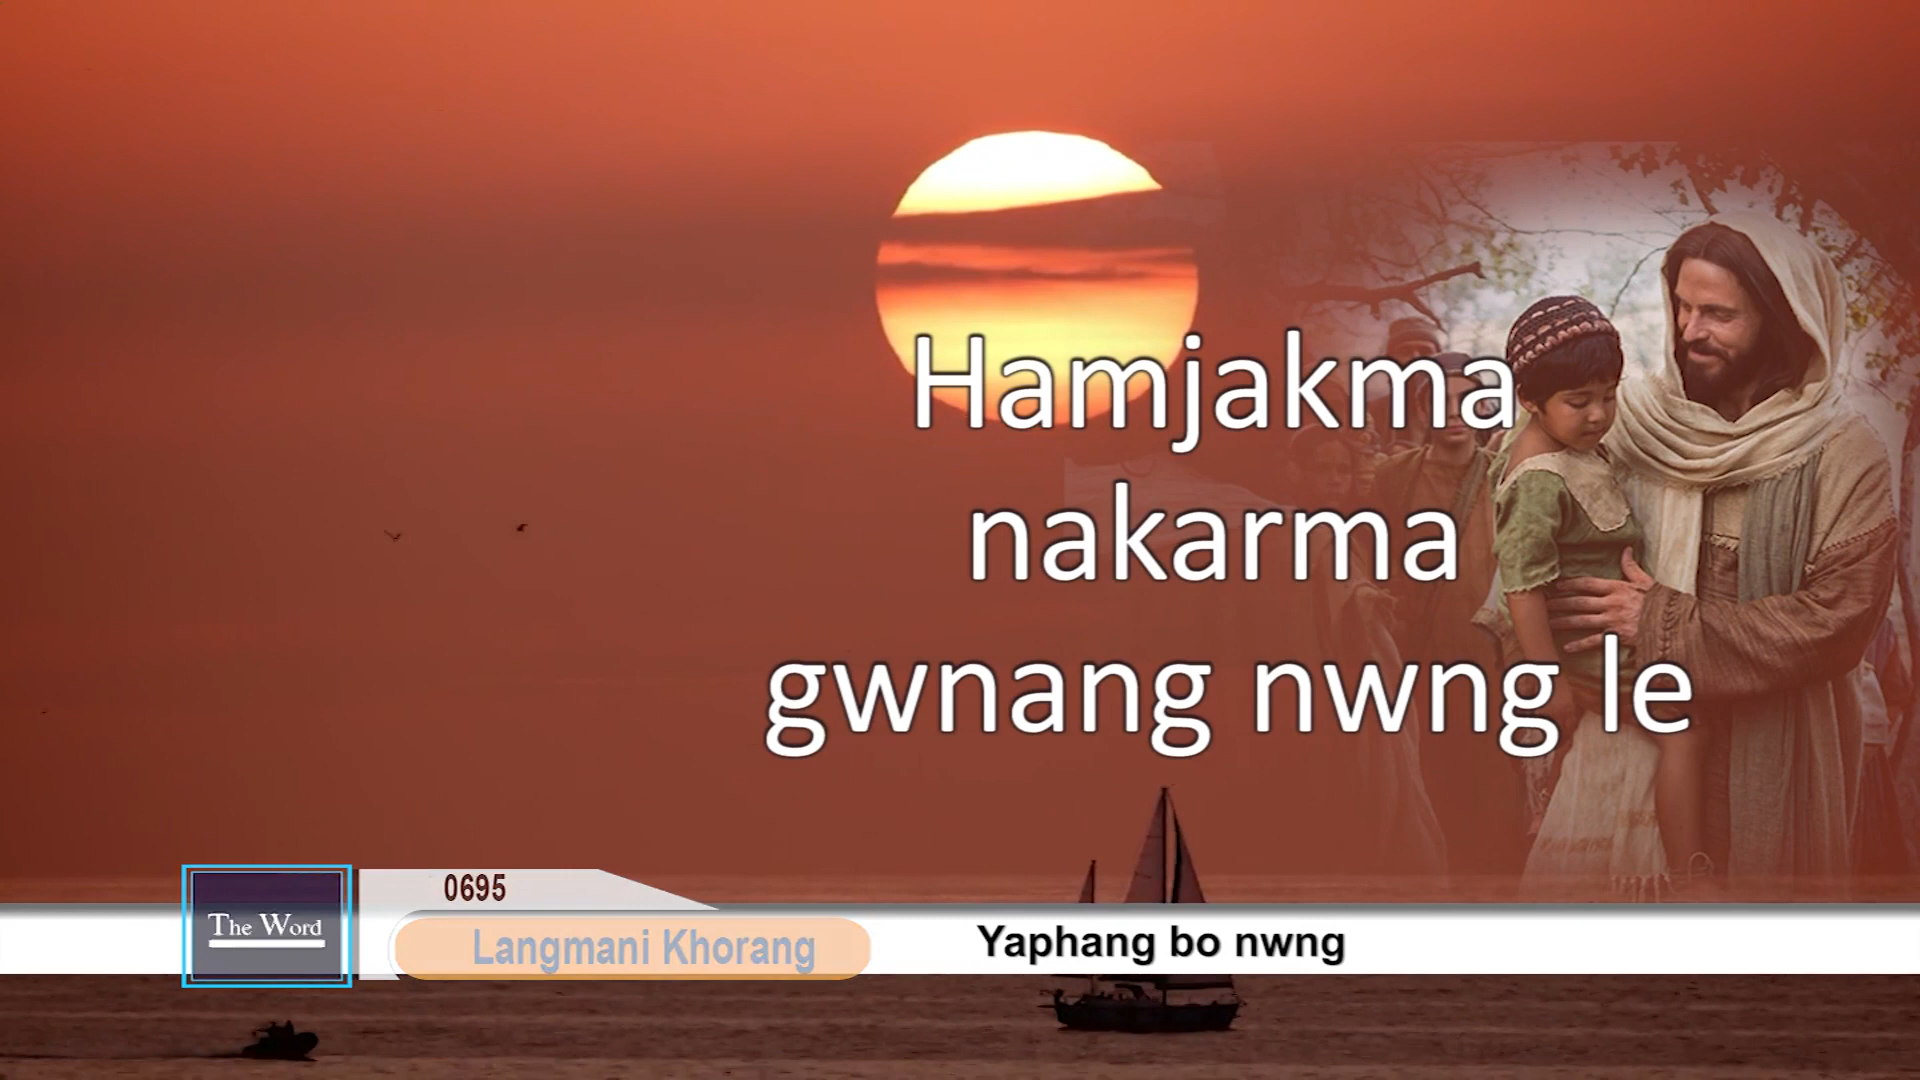 Hamjakma
nakarma
gwnang nwng le
0695
The Word
Langmani Khorang
Yaphang bo nwng